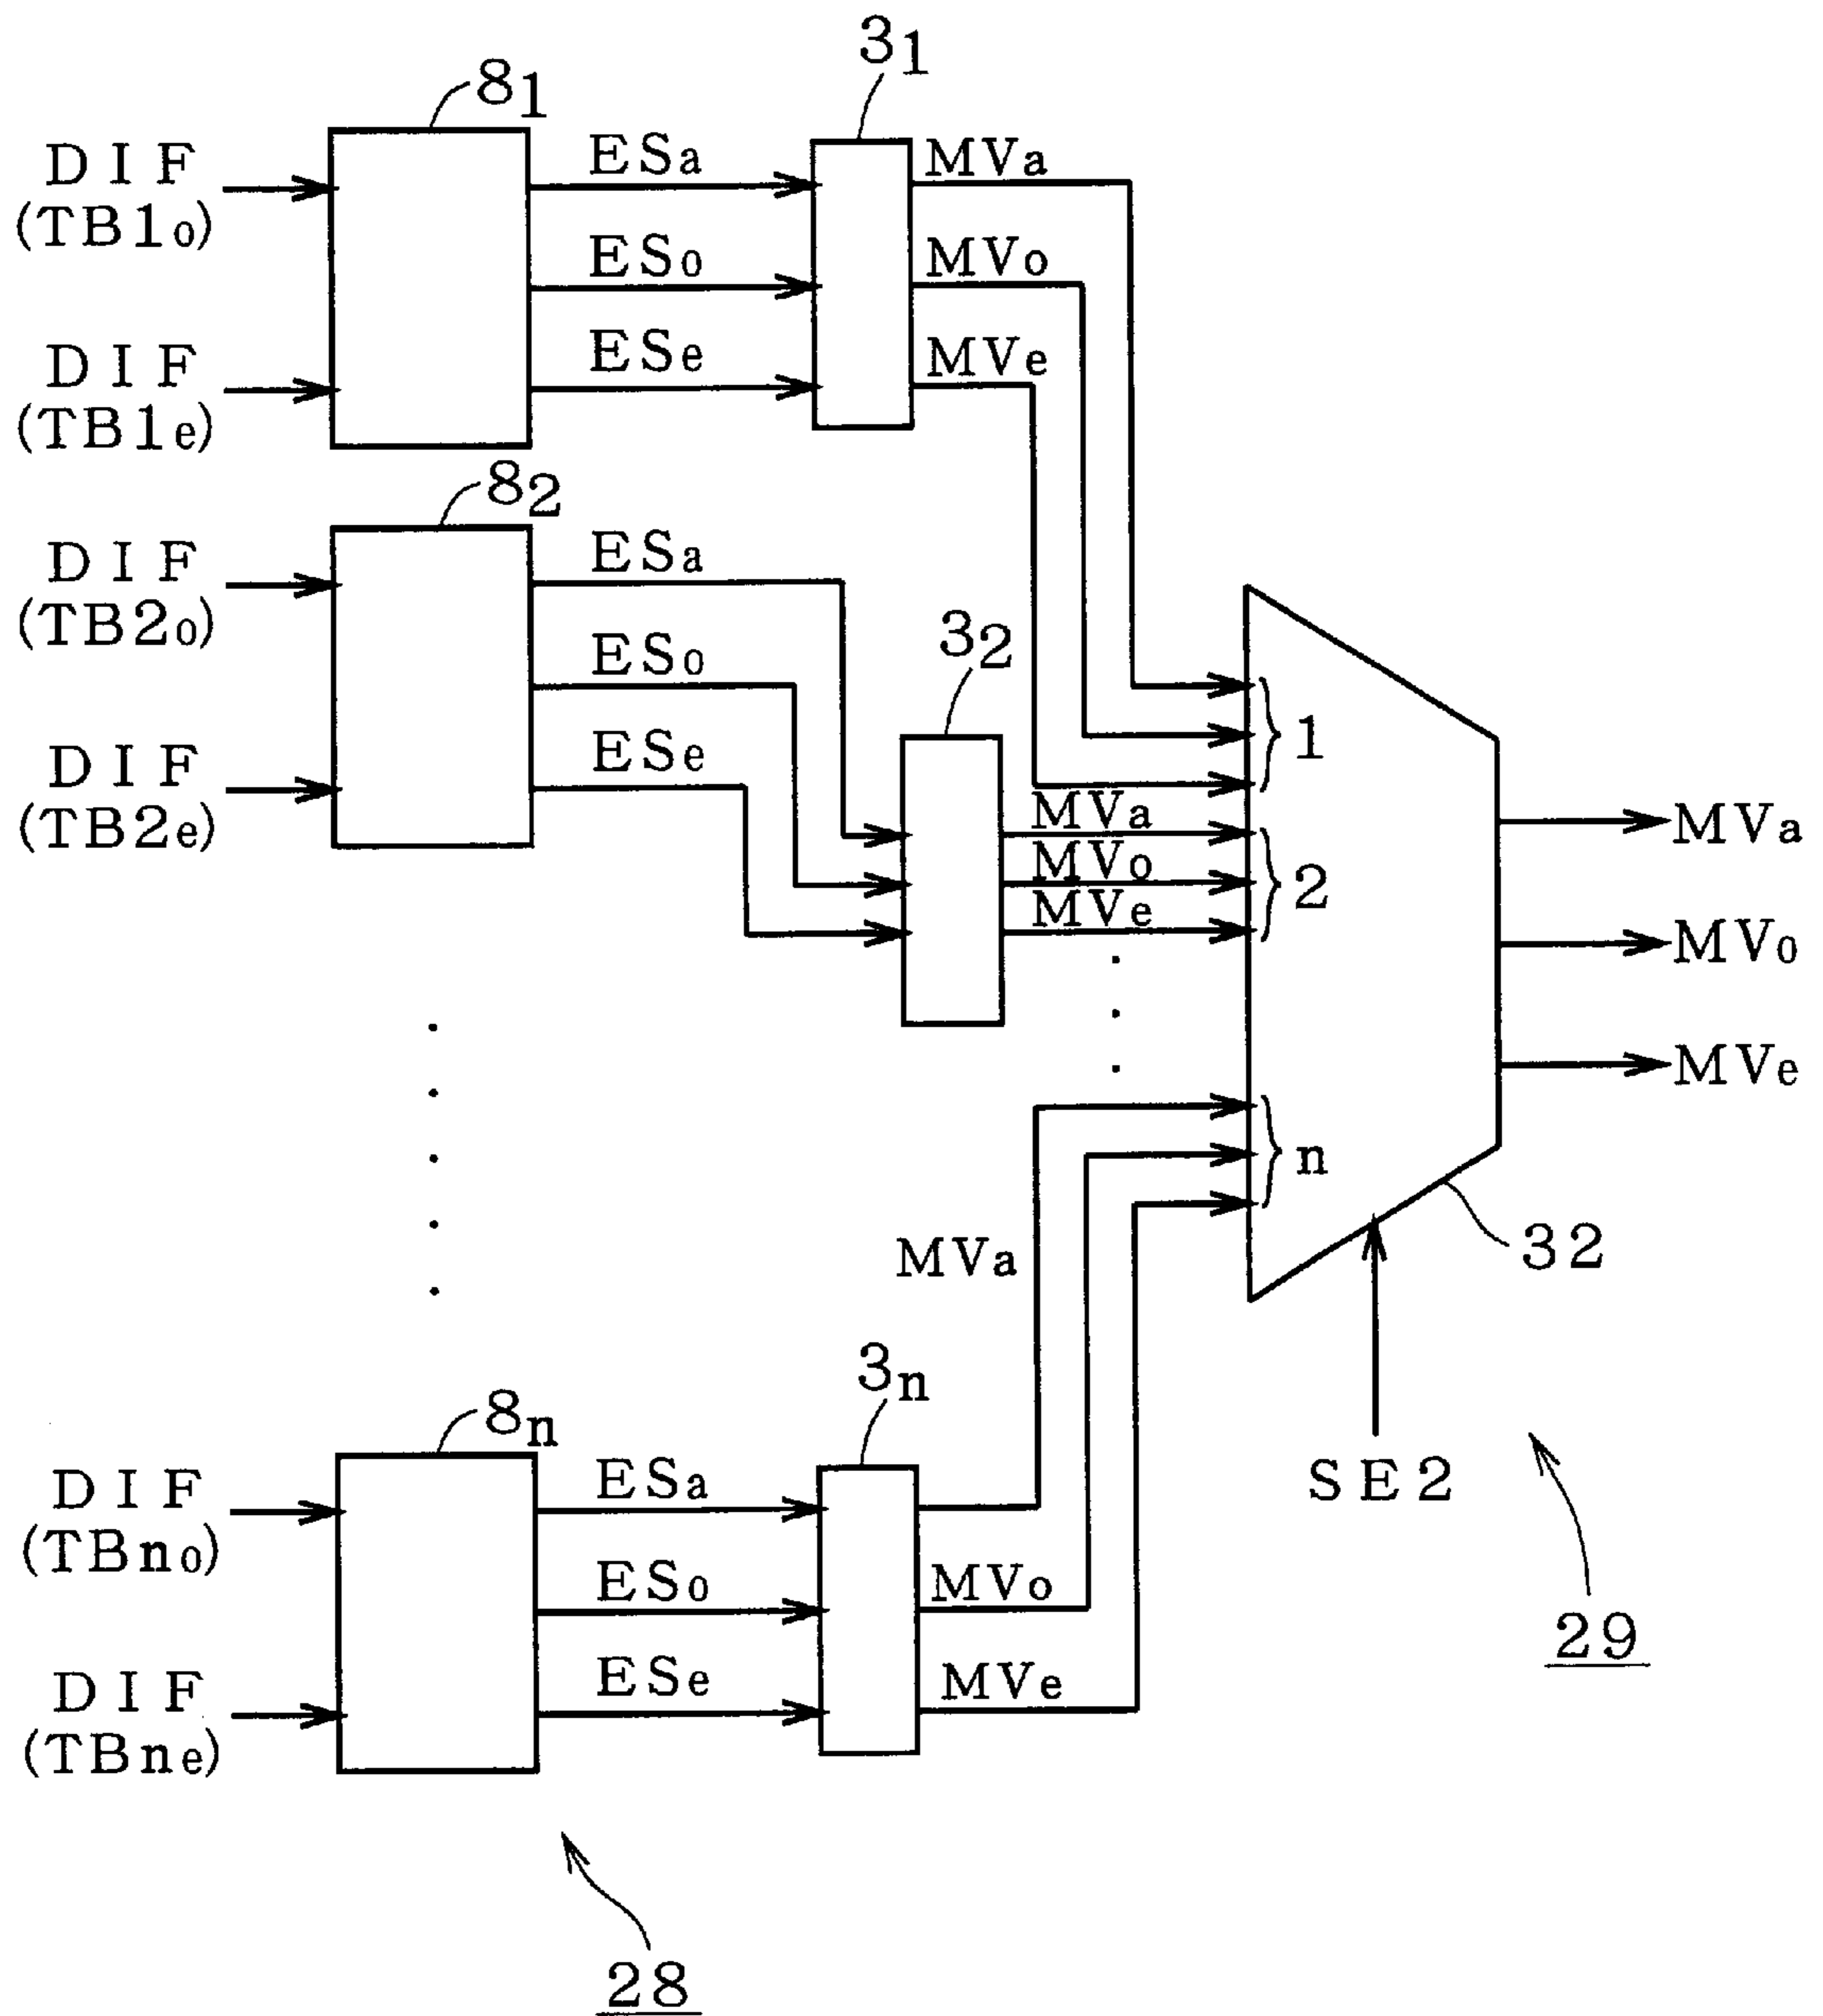 8₁
3₁
DIF
(TB1o)
ESa
MVa
ESo
MVo
DIF
(TB1e)
ESe
MVe
8₂
DIF
(TB2o)
ESa
ESo
3₂
DIF
(TB2e)
ESe
1
MVa
MVo
MVe
2
MVa
MVo
MVe
n
MVa
32
SE2
8n
3n
DIF
(TBno)
ESa
ESo
MVo
DIF
(TBne)
ESe
MVe
29
28